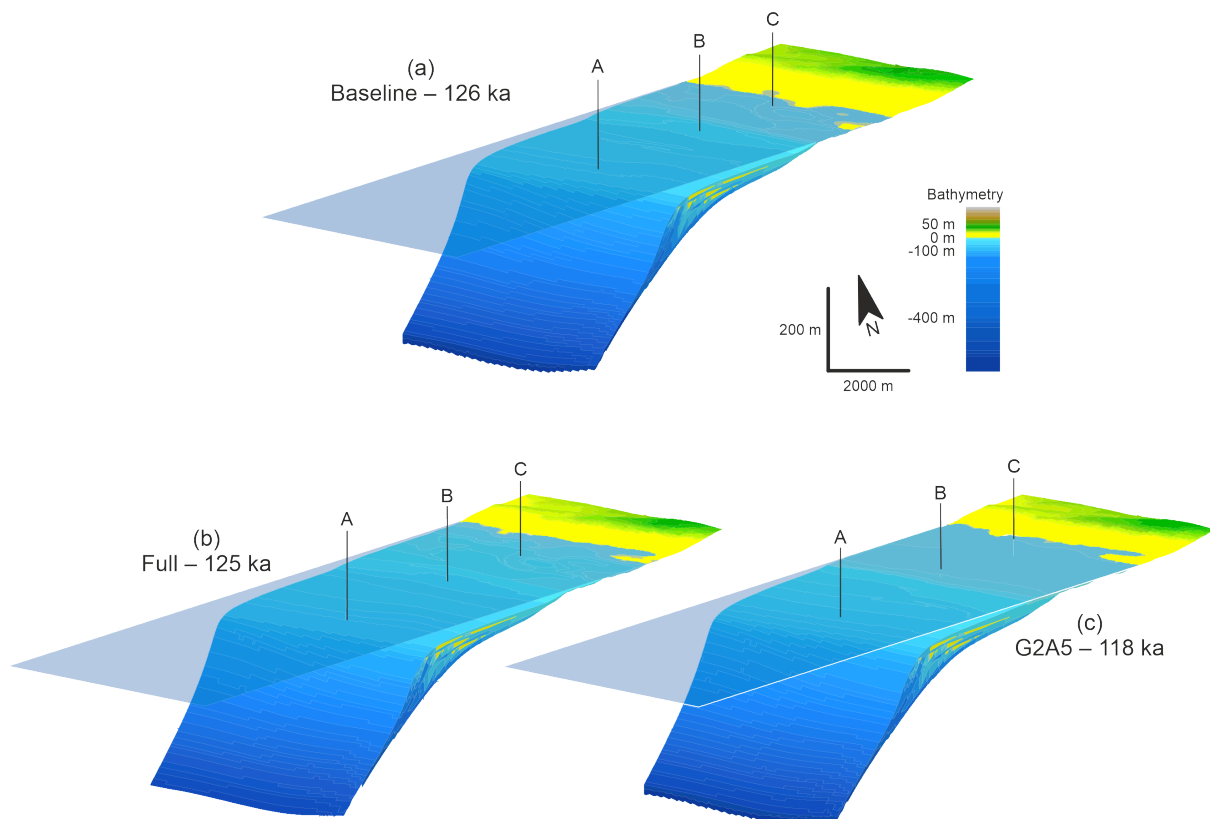 (a)
Baseline – 126 ka
A
B
C
Bathymetry
50 m
0 m
-100 m
-400 m
200 m
2000 m
N
(b)
Full – 125 ka
A
B
C
A
B
C
(c)
G2A5 – 118 ka